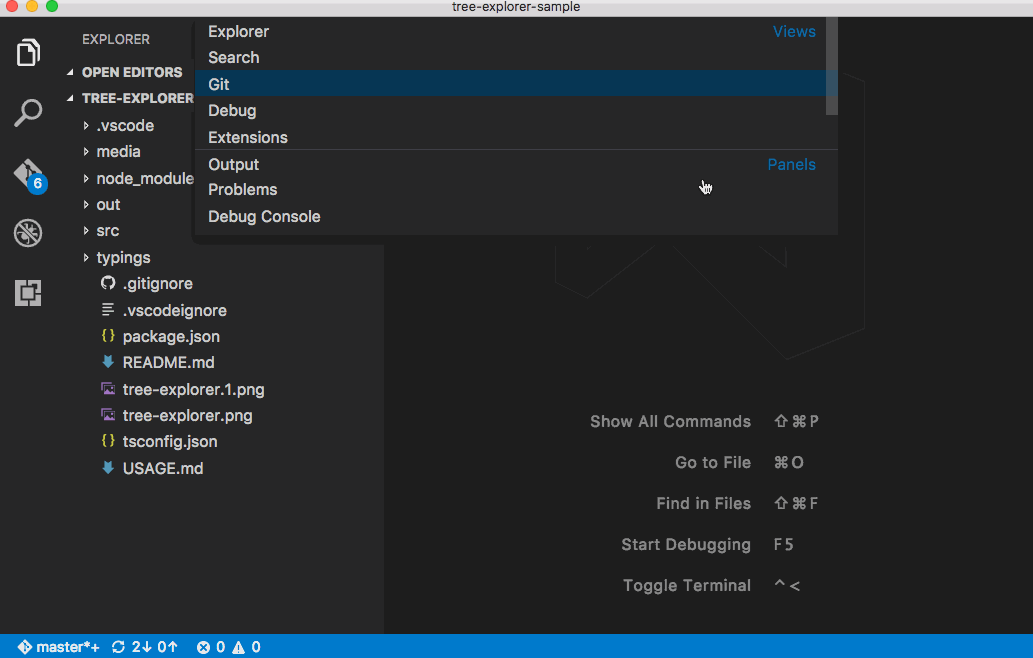 tree-explorer-sample
EXPLORER
OPEN EDITORS
TREE-EXPLORER
.vscode
media
node_module
out
src
typings
.gitignore
.vscodeignore
package.json
README.md
tree-explorer.1.png
tree-explorer.png
tsconfig.json
USAGE.md
6
Explorer Views
Search
Git
Debug
Extensions
Output Panels
Problems
Debug Console
Show All Commands ⇧⌘P
Go to File ⌘O
Find in Files ⇧⌘F
Start Debugging F5
Toggle Terminal ^<
master*+ 2↓ 0↑ 0 0